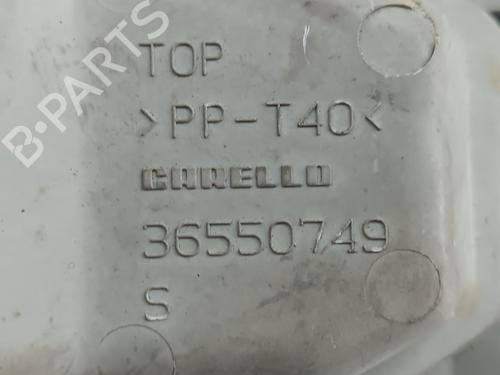 TOP
>PP-T40<
CARELLO
36550749
S
B-PARTS